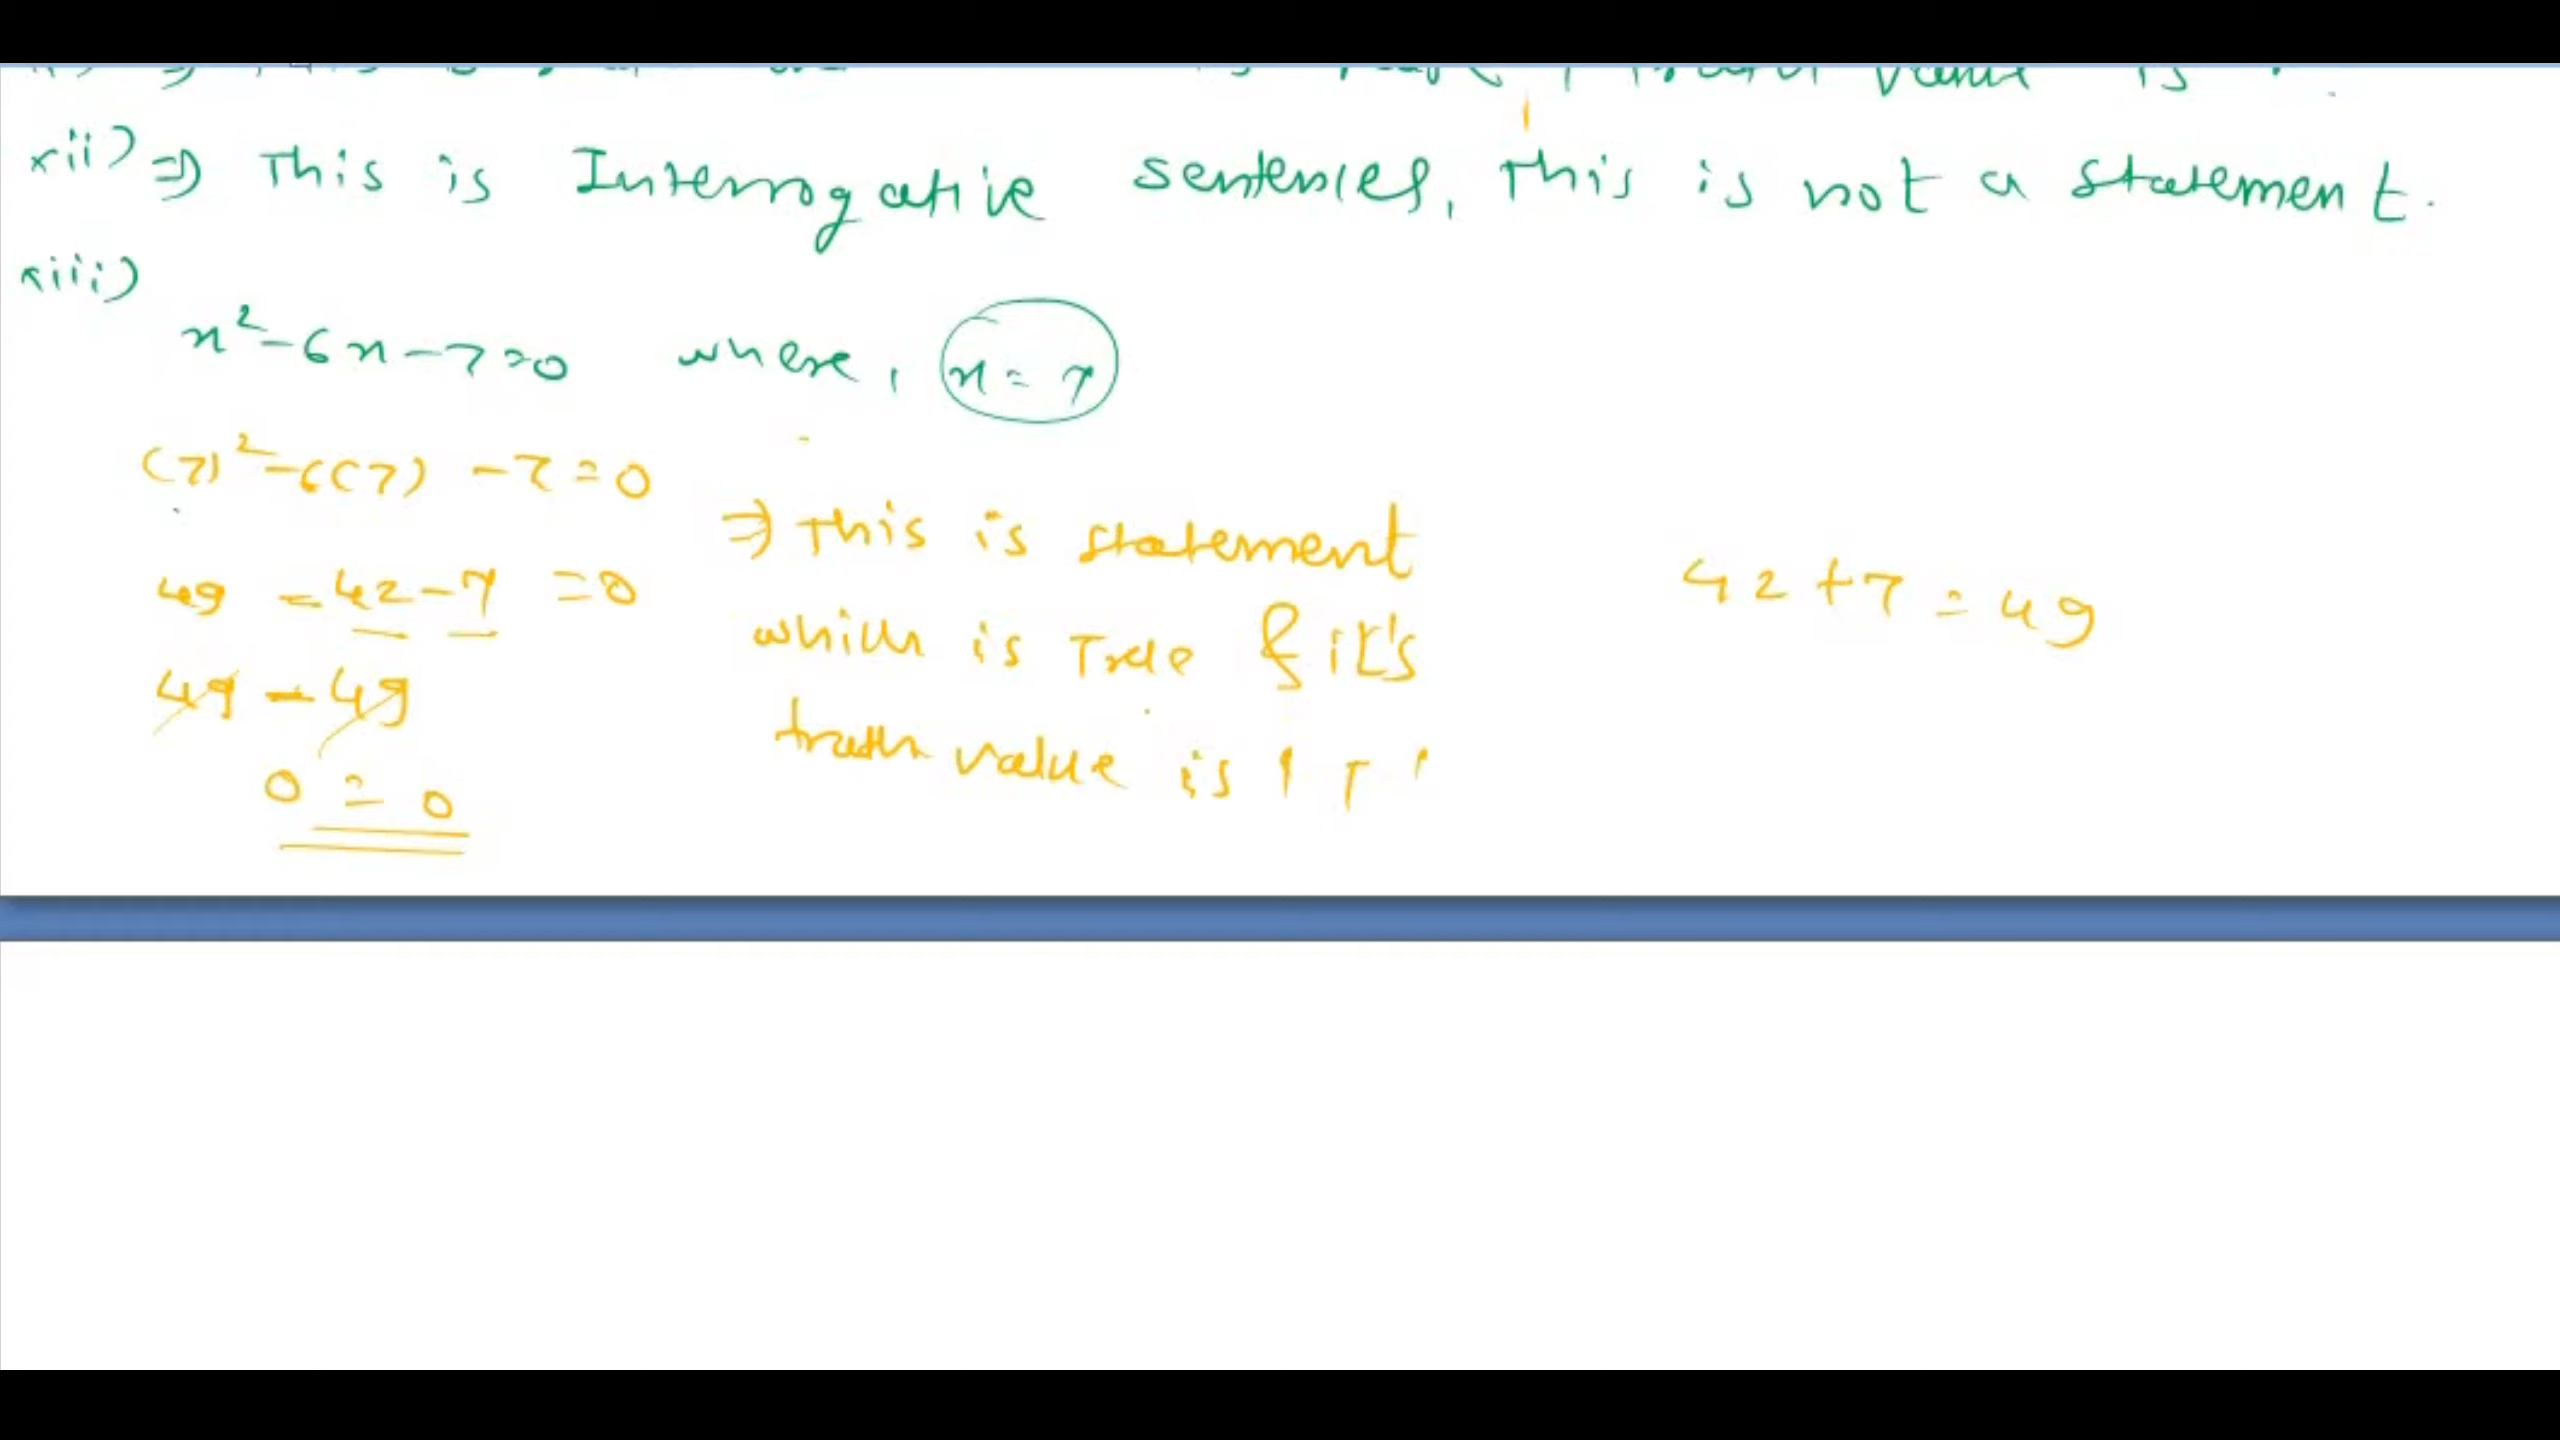 value is
xii) ⇒ This is Interrogative sentences, This is not a statement.
xiii)
x²-6x-7=0 where, x=7
(7)²-6(7) -7=0
49 -42-7 =0
49 - 49
0 = 0
⇒ This is statement
which is True & it's
truth value is 'T'
42+7=49